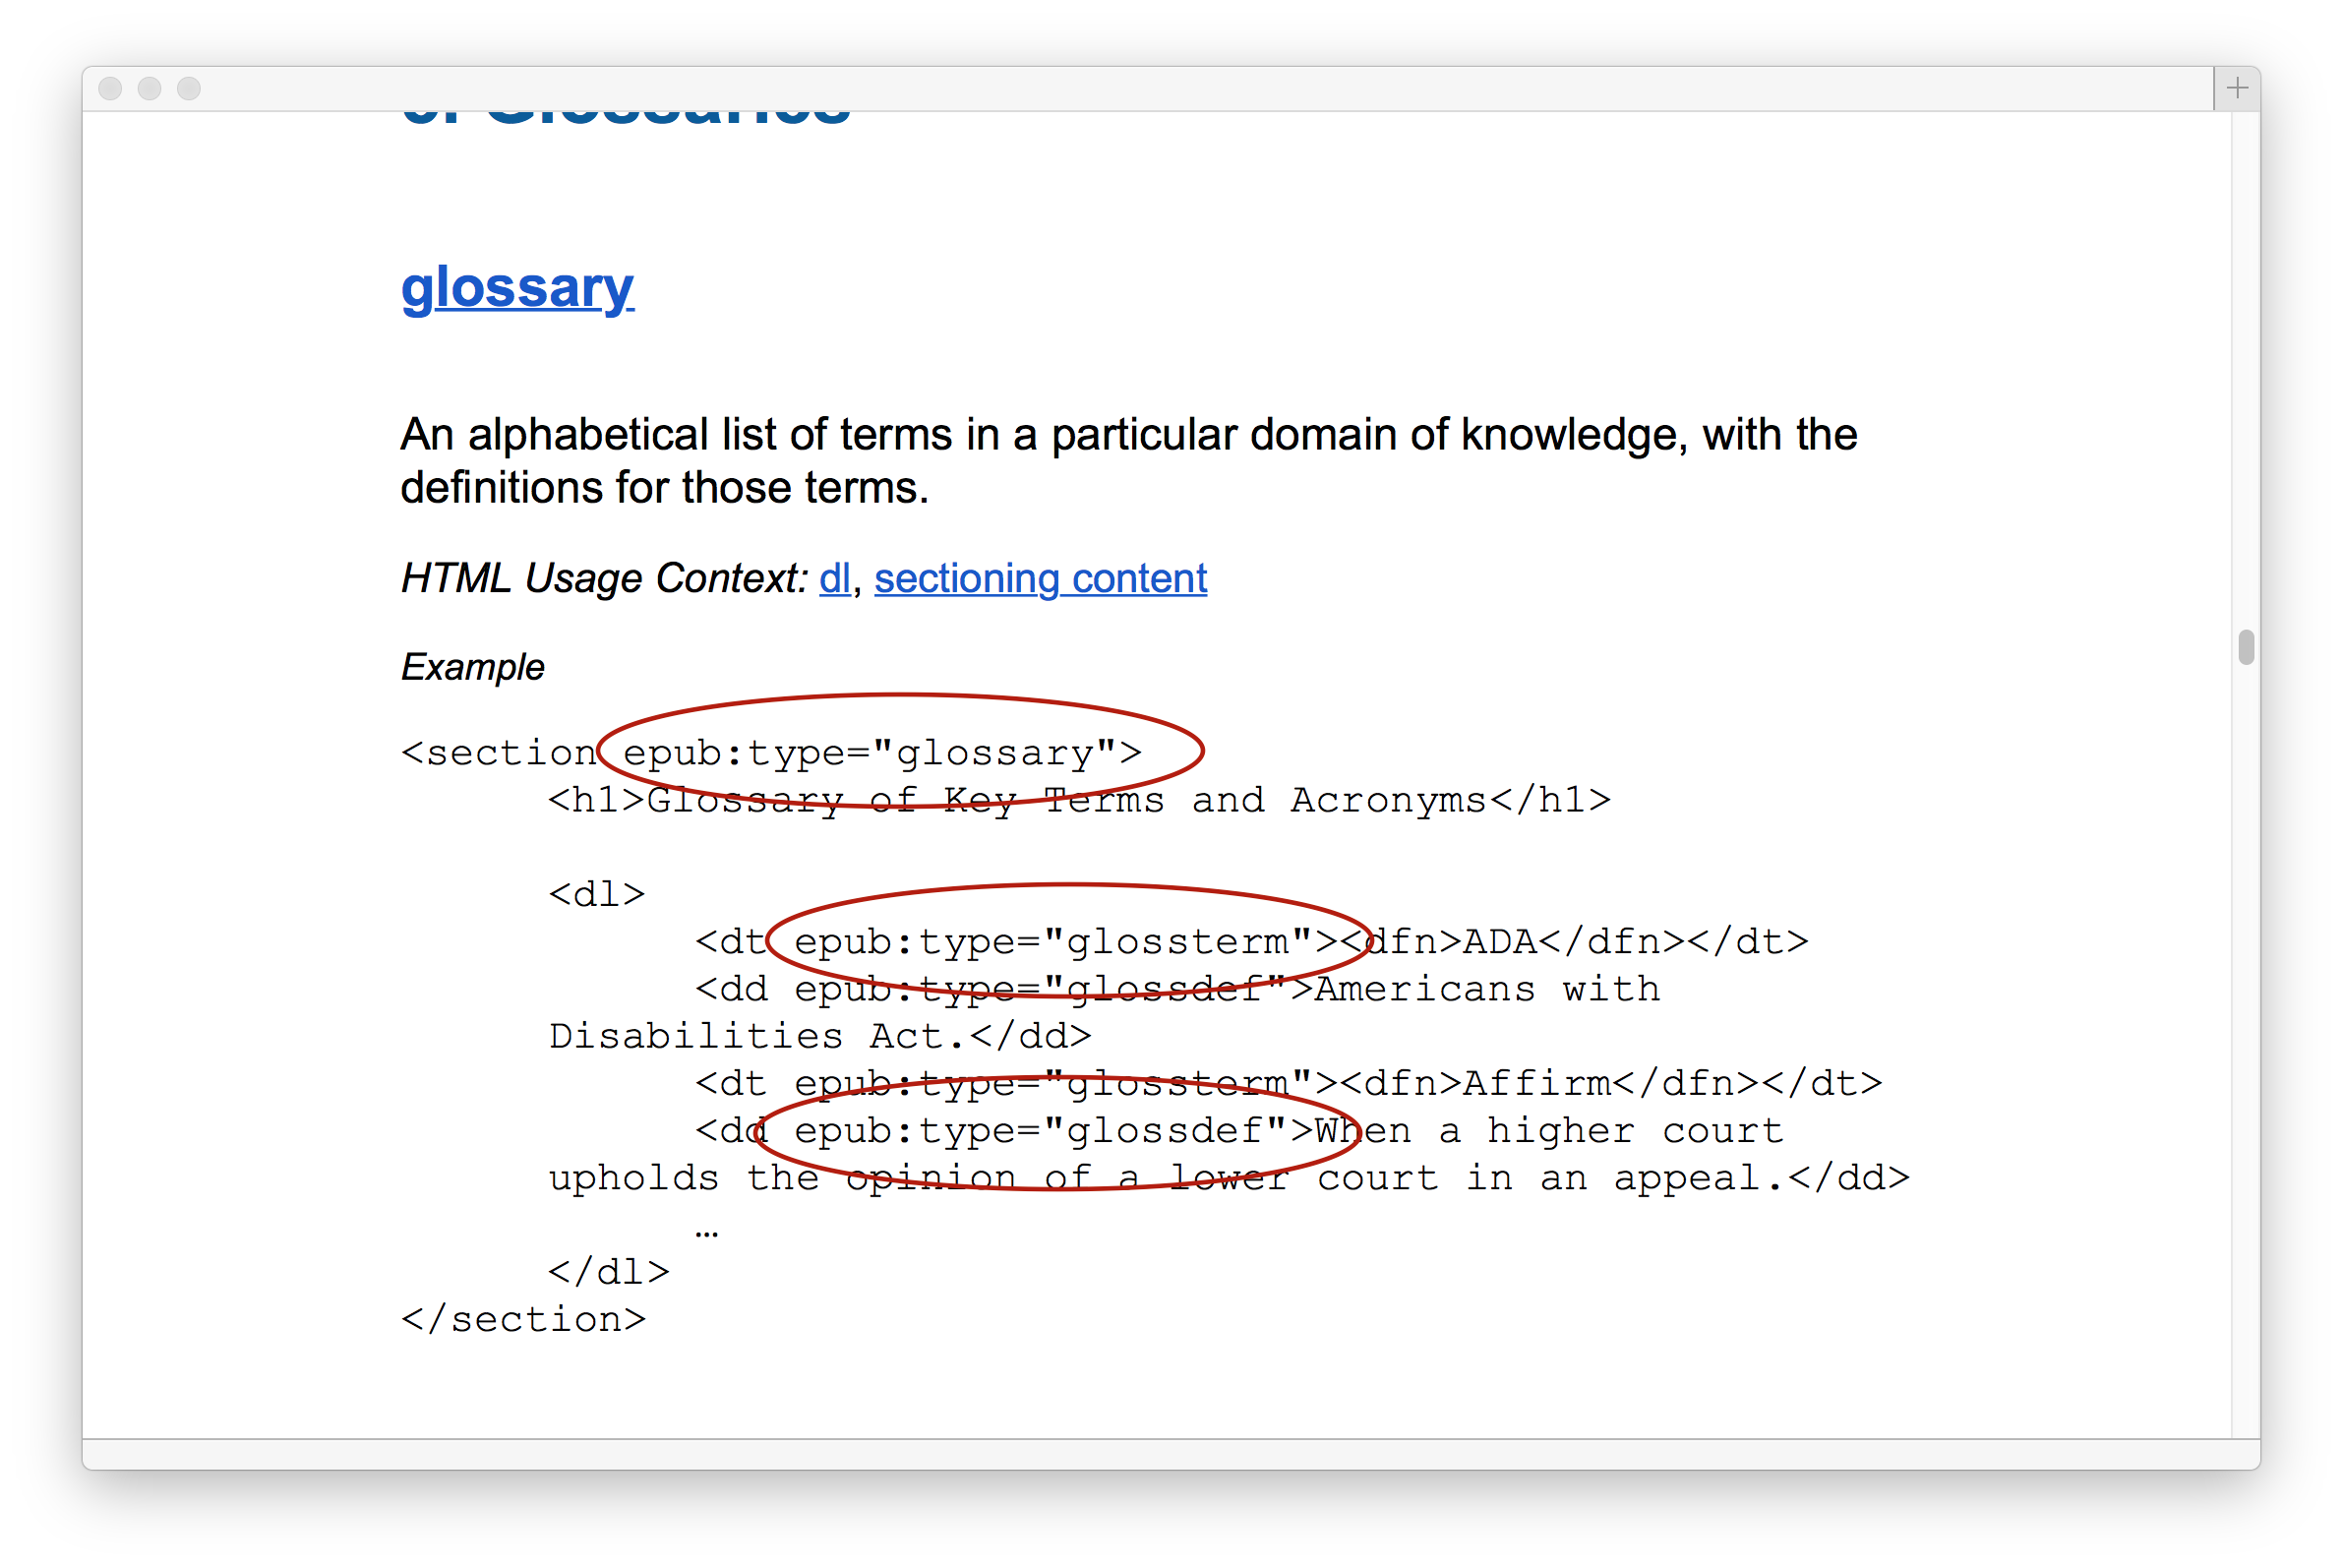 Glossaries
glossary
An alphabetical list of terms in a particular domain of knowledge, with the
definitions for those terms.
HTML Usage Context: dl, sectioning content
Example
<section epub:type="glossary">
<h1>Glossary of Key Terms and Acronyms</h1>
<dl>
<dt epub:type="glossterm"><dfn>ADA</dfn></dt>
<dd epub:type="glossdef">Americans with
Disabilities Act.</dd>
<dt epub:type="glossterm"><dfn>Affirm</dfn></dt>
<dd epub:type="glossdef">When a higher court
upholds the opinion of a lower court in an appeal.</dd>
…
</dl>
</section>